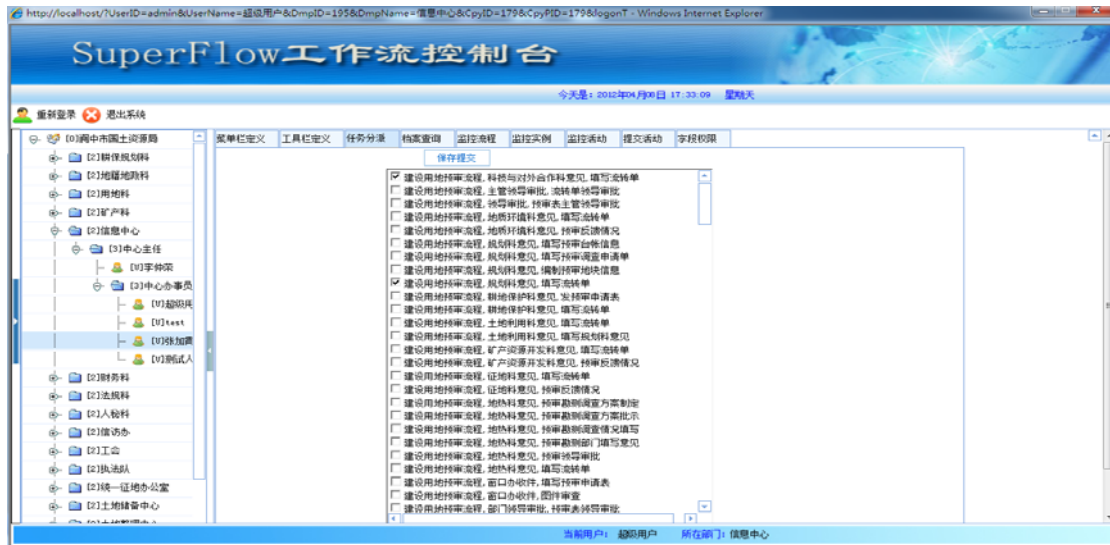 http://localhost/?UserID=admin&UserName=超级用户&DmpID=195&DmpName=信息中心&CpyID=179&CpyPID=179&logonT - Windows Internet Explorer
SuperFlow工作流控制台
今天是：2012年04月08日 17:33:09 星期天
重新登录 退出系统
[0]阆中市国土资源局
[2]耕保规划科
[2]地籍地政科
[2]用地科
[2]矿产科
[2]信息中心
[3]中心主任
[U]李帅荣
[3]中心办事员
[U]超级用
[U]test
[U]张加贾
[U]测试人
[2]财务科
[2]法规科
[2]人秘科
[2]信访办
[2]工会
[2]执法队
[2]统一征地办公室
[2]土地储备中心
菜单栏定义 工具栏定义 任务分派 档案查询 监控流程 监控实例 监控活动 提交活动 字段权限
保存提交
建设用地预审流程,科技与对外合作科意见,填写流转单
建设用地预审流程,主管领导审批,流转单领导审批
建设用地预审流程,领导审批,预审表主管领导审批
建设用地预审流程,地质环境科意见,填写流转单
建设用地预审流程,地质环境科意见,预审反馈情况
建设用地预审流程,规划科意见,填写预审台帐信息
建设用地预审流程,规划科意见,填写预审调查申请单
建设用地预审流程,规划科意见,编制预审地块信息
建设用地预审流程,规划科意见,填写流转单
建设用地预审流程,耕地保护科意见,发预审申请表
建设用地预审流程,耕地保护科意见,填写流转单
建设用地预审流程,土地利用科意见,填写流转单
建设用地预审流程,土地利用科意见,填写规划科意见
建设用地预审流程,矿产资源开发科意见,填写流转单
建设用地预审流程,矿产资源开发科意见,预审反馈情况
建设用地预审流程,征地科意见,填写流转单
建设用地预审流程,征地科意见,预审反馈情况
建设用地预审流程,地热科意见,预审勘测调查方案制定
建设用地预审流程,地热科意见,预审勘测调查方案批示
建设用地预审流程,地热科意见,预审勘测调查情况填写
建设用地预审流程,地热科意见,预审勘测部门填写意见
建设用地预审流程,地热科意见,预审领导审批
建设用地预审流程,地热科意见,填写流转单
建设用地预审流程,窗口办收件,填写预审申请表
建设用地预审流程,窗口办收件,图件审查
建设用地预审流程,部门领导审批,预审表领导审批
当前用户： 超级用户 所在部门：信息中心